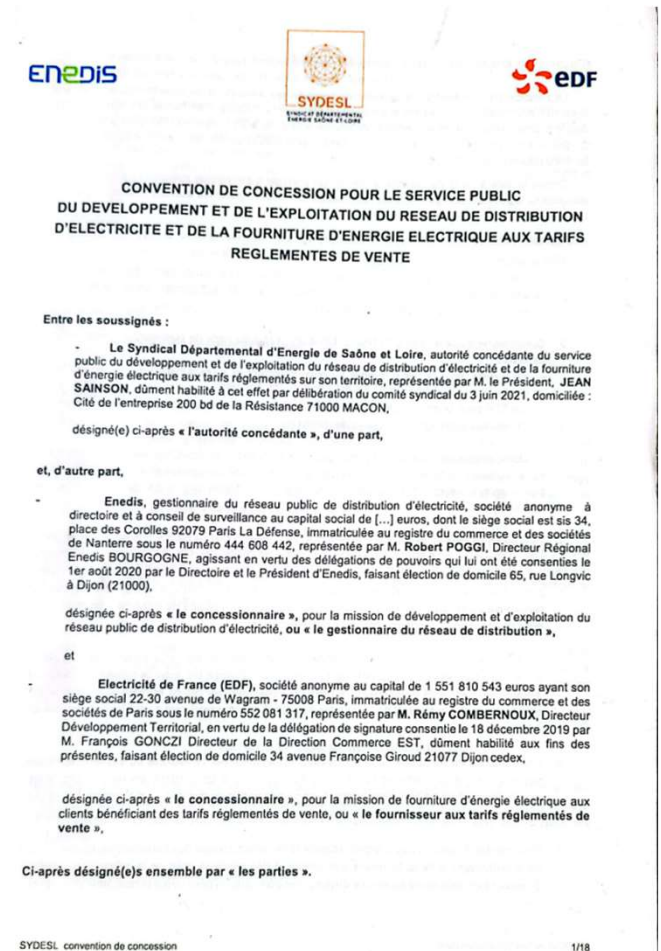 ENEDIS
SYDESL
SYNDICAT DÉPARTEMENTAL
ÉNERGIE SAÔNE-ET-LOIRE
EDF
CONVENTION DE CONCESSION POUR LE SERVICE PUBLIC
DU DEVELOPPEMENT ET DE L'EXPLOITATION DU RESEAU DE DISTRIBUTION
D'ELECTRICITE ET DE LA FOURNITURE D'ENERGIE ELECTRIQUE AUX TARIFS
REGLEMENTES DE VENTE
Entre les soussignés :
- Le Syndical Départemental d'Energie de Saône et Loire, autorité concédante du service
public du développement et de l'exploitation du réseau de distribution d'électricité et de la fourniture
d'énergie électrique aux tarifs réglementés sur son territoire, représentée par M. le Président, JEAN
SAINSON, dûment habilité à cet effet par délibération du comité syndical du 3 juin 2021, domiciliée :
Cité de l'entreprise 200 bd de la Résistance 71000 MACON,
désigné(e) ci-après « l'autorité concédante », d'une part,
et, d'autre part,
- Enedis, gestionnaire du réseau public de distribution d'électricité, société anonyme à
directoire et à conseil de surveillance au capital social de [...] euros, dont le siège social est sis 34,
place des Corolles 92079 Paris La Défense, immatriculée au registre du commerce et des sociétés
de Nanterre sous le numéro 444 608 442, représentée par M. Robert POGGI, Directeur Régional
Enedis BOURGOGNE, agissant en vertu des délégations de pouvoirs qui lui ont été consenties le
1er août 2020 par le Directoire et le Président d'Enedis, faisant élection de domicile 65, rue Longvic
à Dijon (21000),
désignée ci-après « le concessionnaire », pour la mission de développement et d'exploitation du
réseau public de distribution d'électricité, ou « le gestionnaire du réseau de distribution »,
et
- Electricité de France (EDF), société anonyme au capital de 1 551 810 543 euros ayant son
siège social 22-30 avenue de Wagram - 75008 Paris, immatriculée au registre du commerce et des
sociétés de Paris sous le numéro 552 081 317, représentée par M. Rémy COMBERNOUX, Directeur
Développement Territorial, en vertu de la délégation de signature consentie le 18 décembre 2019 par
M. François GONCZI Directeur de la Direction Commerce EST, dûment habilité aux fins des
présentes, faisant élection de domicile 34 avenue Françoise Giroud 21077 Dijon cedex,
désignée ci-après « le concessionnaire », pour la mission de fourniture d'énergie électrique aux
clients bénéficiant des tarifs réglementés de vente, ou « le fournisseur aux tarifs réglementés de
vente »,
Ci-après désigné(e)s ensemble par « les parties ».
SYDESL convention de concession
1/18